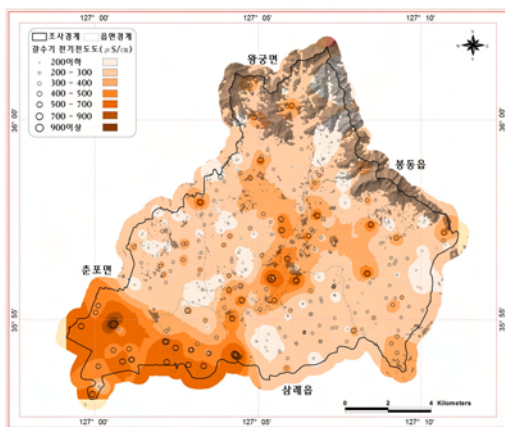 127° 00'
127° 05'
127° 10'
조사경계
읍면경계
갈수기 전기전도도(μS/㎝)
200이하
200 - 300
300 - 400
400 - 500
500 - 700
700 - 900
900이상
왕궁면
봉동읍
춘포면
삼례읍
36° 00'
36° 00'
35° 55'
35° 55'
0 2 4 Kilometers
127° 00'
127° 05'
127° 10'